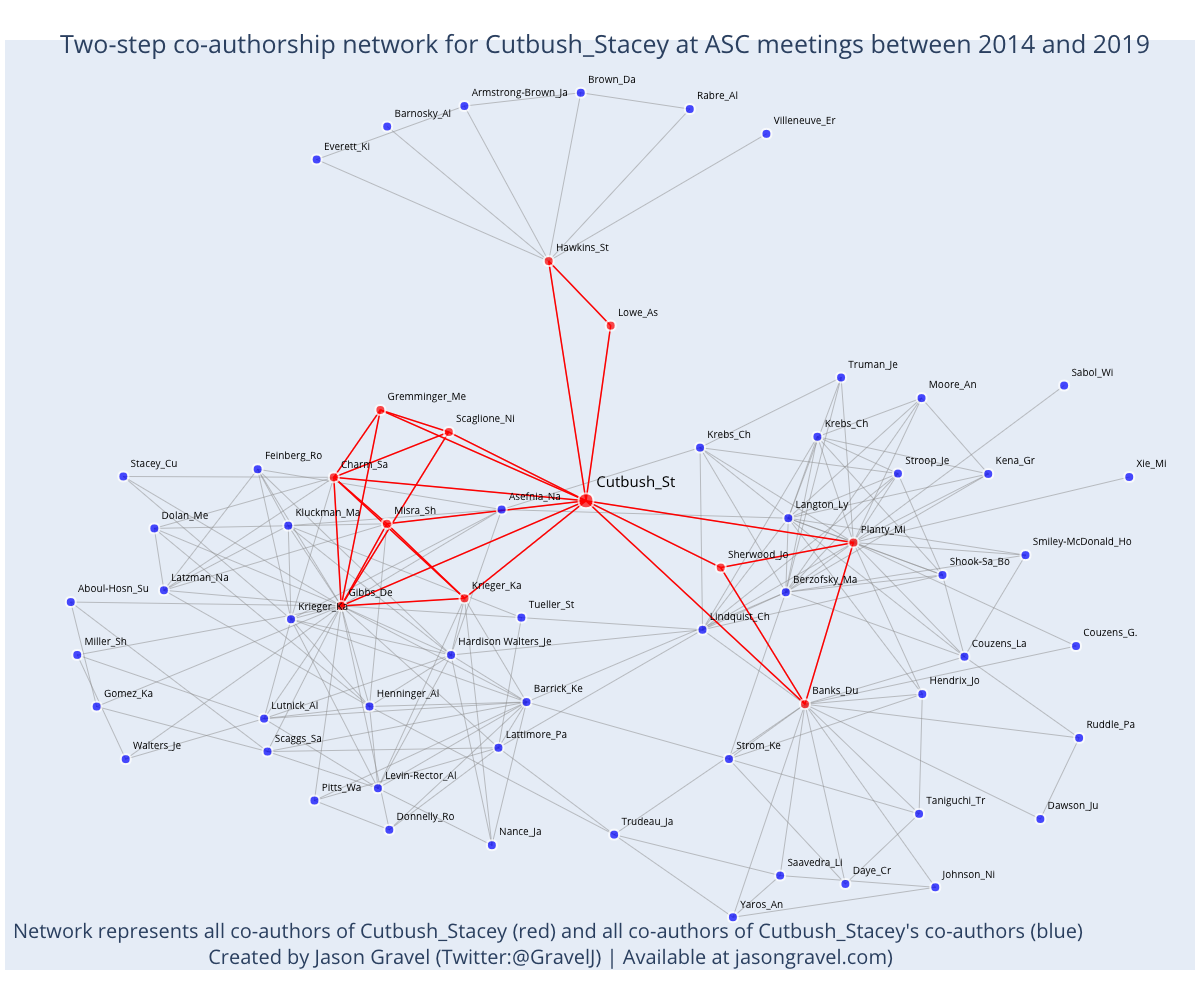 Two-step co-authorship network for Cutbush_Stacey at ASC meetings between 2014 and 2019
Brown_Da
Armstrong-Brown_Ja
Rabre_Al
Barnosky_Al
Villeneuve_Er
Everett_Ki
Hawkins_St
Lowe_As
Truman_Je
Sabol_Wi
Moore_An
Gremminger_Me
Scaglione_Ni
Krebs_Ch
Krebs_Ch
Feinberg_Ro
Charm_Sa
Stroop_Je
Kena_Gr
Xie_Mi
Stacey_Cu
Cutbush_St
Asefnia_Na
Langton_Ly
Kluckman_Ma
Misra_Sh
Dolan_Me
Planty_Mi
Smiley-McDonald_Ho
Sherwood_Jo
Shook-Sa_Bo
Latzman_Na
Berzofsky_Ma
Aboul-Hosn_Su
Gibbs_De
Krieger_Ka
Krieger_Ka
Tueller_St
Lindquist_Ch
Couzens_G.
Miller_Sh
Hardison Walters_Je
Couzens_La
Hendrix_Jo
Gomez_Ka
Henninger_Al
Barrick_Ke
Banks_Du
Lutnick_Al
Ruddle_Pa
Scaggs_Sa
Lattimore_Pa
Walters_Je
Strom_Ke
Levin-Rector_Al
Pitts_Wa
Taniguchi_Tr
Dawson_Ju
Donnelly_Ro
Nance_Ja
Trudeau_Ja
Saavedra_Li
Daye_Cr
Johnson_Ni
Yaros_An
Network represents all co-authors of Cutbush_Stacey (red) and all co-authors of Cutbush_Stacey's co-authors (blue)
Created by Jason Gravel (Twitter:@GravelJ) | Available at jasongravel.com)